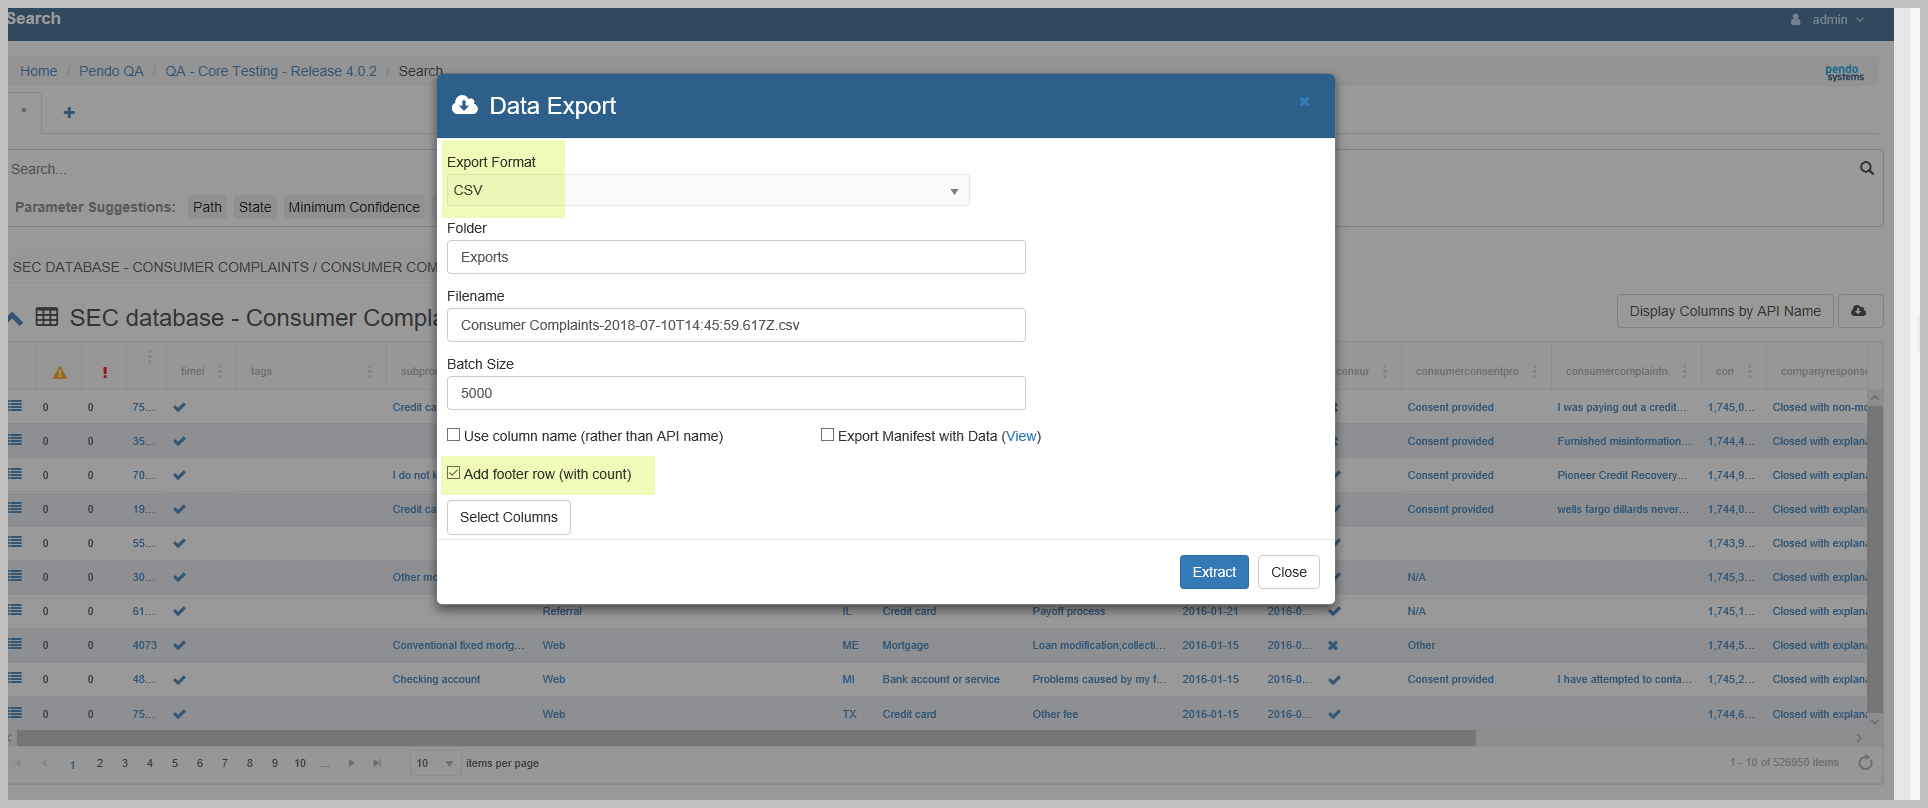 Search
admin
Home / Pendo QA / QA - Core Testing - Release 4.0.2 / Search
pendo
systems
*
+
Data Export
Search...
Parameter Suggestions: Path State Minimum Confidence
Export Format
CSV
Folder
Exports
Filename
Consumer Complaints-2018-07-10T14:45:59.617Z.csv
Batch Size
5000
Use column name (rather than API name)
Export Manifest with Data (View)
Add footer row (with count)
Select Columns
Extract Close
SEC DATABASE - CONSUMER COMPLAINTS / CONSUMER COM
SEC database - Consumer Compla
Display Columns by API Name
timel tags subproc consur consumerconsentpro consumercomplaintn companyresponse
0 0 75... Credit ca Consent provided I was paying out a credit... 1,745,0... Closed with non-mo
0 0 35... Consent provided Furnished misinformation... 1,744,4... Closed with explana
0 0 70... I do not k Consent provided Pioneer Credit Recovery... 1,744,9... Closed with explana
0 0 19... Credit ca Consent provided wells fargo dillards never... 1,744,0... Closed with explana
0 0 55... 1,743,9... Closed with explana
0 0 30... Other mo N/A 1,745,3... Closed with explana
0 0 61... Referral IL Credit card Payoff process 2016-01-21 2016-0... N/A 1,745,1... Closed with explana
0 0 4073 Conventional fixed mortg... Web ME Mortgage Loan modification;collecti... 2016-01-15 2016-0... Other 1,744,5... Closed with explana
0 0 48... Checking account Web MI Bank account or service Problems caused by my f... 2016-01-15 2016-0... Consent provided I have attempted to conta... 1,745,2... Closed with explana
0 0 75... Web TX Credit card Other fee 2016-01-15 2016-0... 1,744,6... Closed with explana
1 2 3 4 5 6 7 8 9 10 ... 10 items per page 1 - 10 of 526950 items